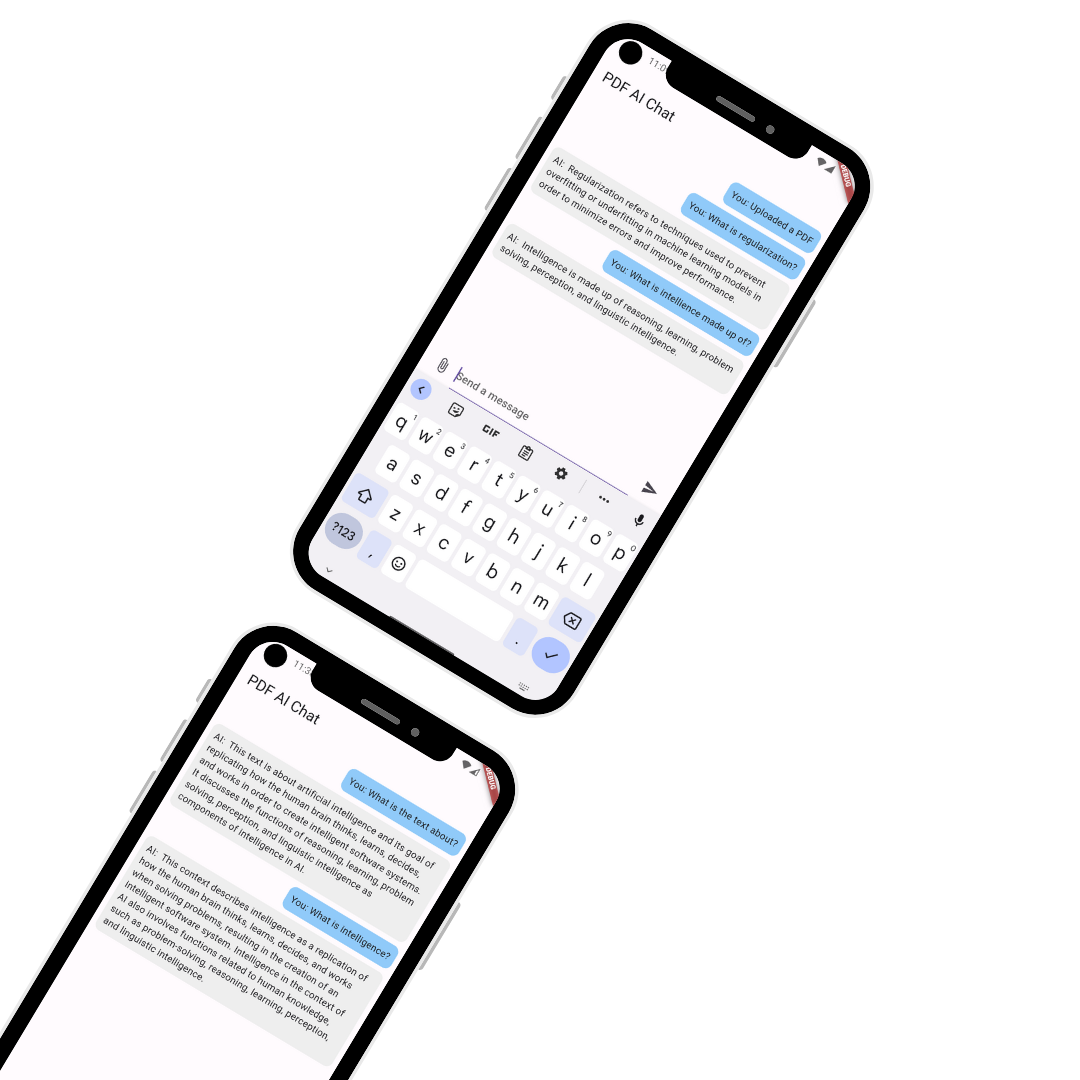 11:0
PDF AI Chat
DEBUG
You: Uploaded a PDF
You: What is regularization?
AI: Regularization refers to techniques used to prevent
overfitting or underfitting in machine learning models in
order to minimize errors and improve performance.
You: What is intellience made up of?
AI: Intelligence is made up of reasoning, learning, problem
solving, perception, and linguistic intelligence.
Send a message
GIF
q 1 w 2 e 3 r 4 t 5 y 6 u 7 i 8 o 9 p 0
a s d f g h j k l
z x c v b n m
?123 , .
11:3
PDF AI Chat
DEBUG
You: What is the text about?
AI: This text is about artificial intelligence and its goal of
replicating how the human brain thinks, learns, decides,
and works in order to create intelligent software systems.
It discusses the functions of reasoning, learning, problem
solving, perception, and linguistic intelligence as
components of intelligence in AI.
You: What is intelligence?
AI: This context describes intelligence as a replication of
how the human brain thinks, learns, decides, and works
when solving problems, resulting in the creation of an
intelligent software system. Intelligence in the context of
AI also involves functions related to human knowledge,
such as problem-solving, reasoning, learning, perception,
and linguistic intelligence.